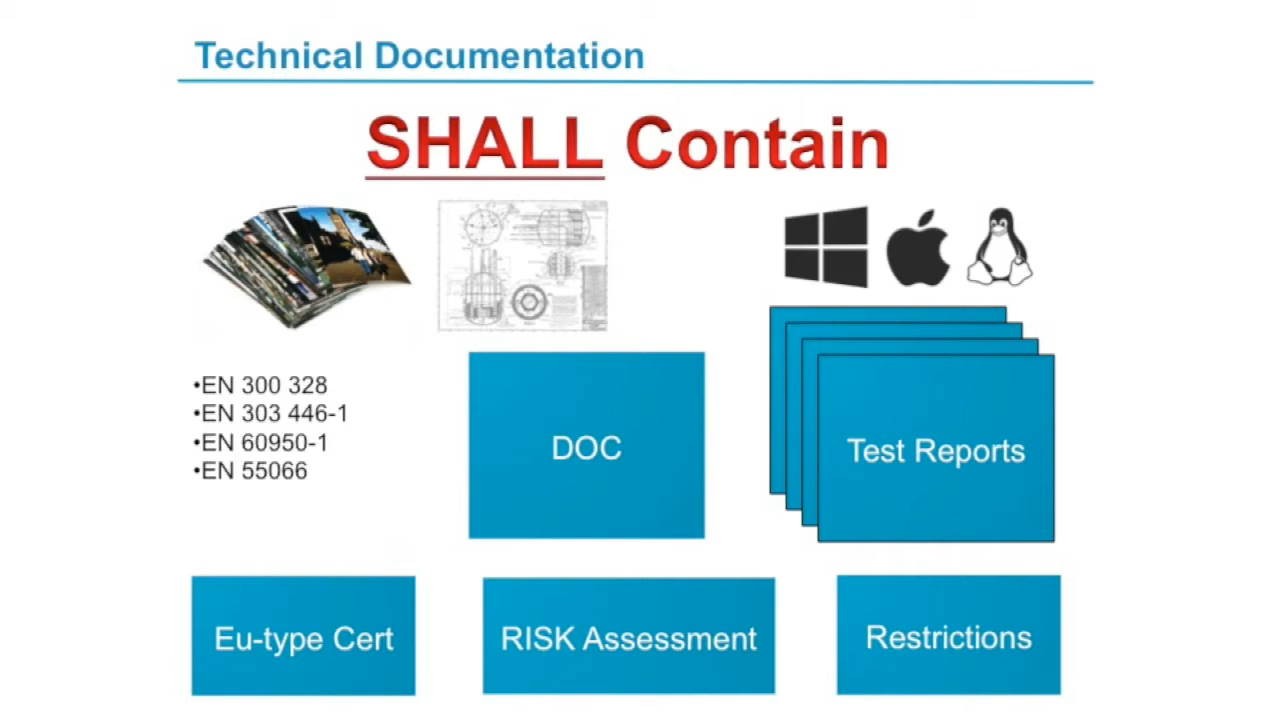 Technical Documentation
SHALL Contain
•EN 300 328
•EN 303 446-1
•EN 60950-1
•EN 55066
DOC
Test Reports
Eu-type Cert
RISK Assessment
Restrictions